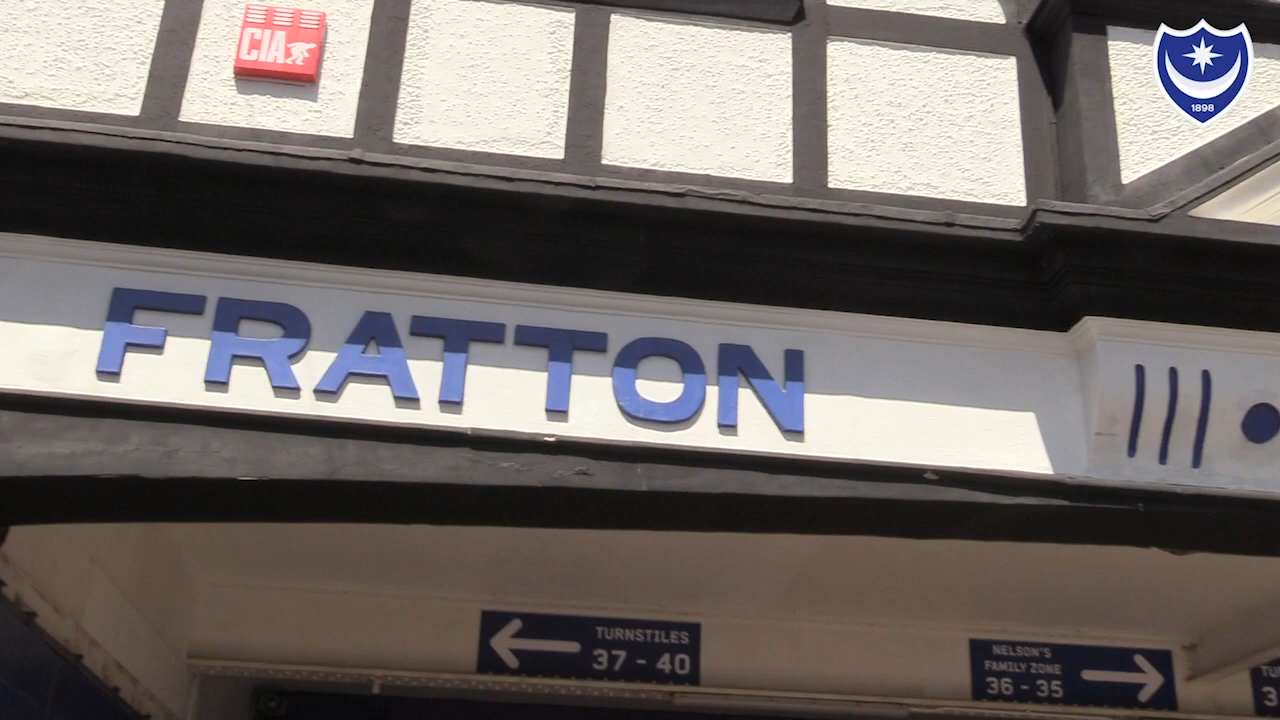 CIA
1898
FRATTON
TURNSTILES
37 - 40
NELSON'S
FAMILY ZONE
36 - 35